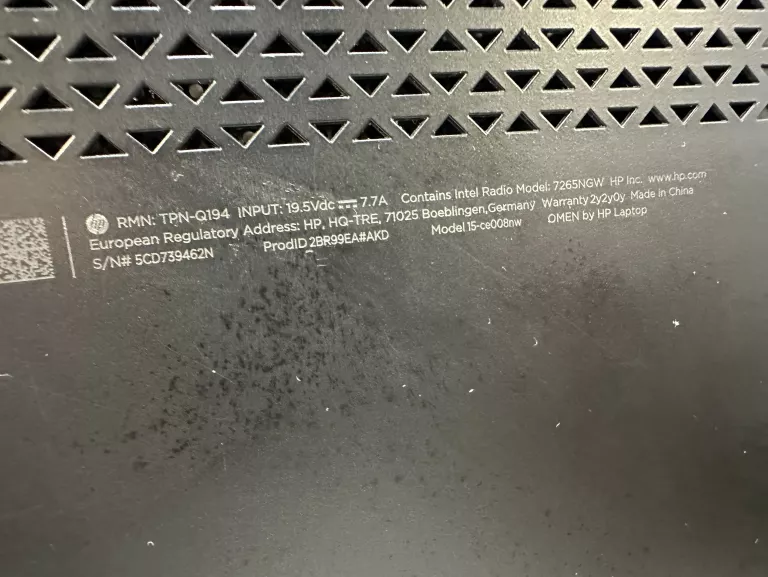 hp RMN: TPN-Q194 INPUT: 19.5Vdc ⎓ 7.7A Contains Intel Radio Model: 7265NGW HP Inc. www.hp.com
European Regulatory Address: HP, HQ-TRE, 71025 Boeblingen,Germany Warranty 2y2y0y Made in China
S/N# 5CD739462N ProdID 2BR99EA#AKD Model 15-ce008nw OMEN by HP Laptop